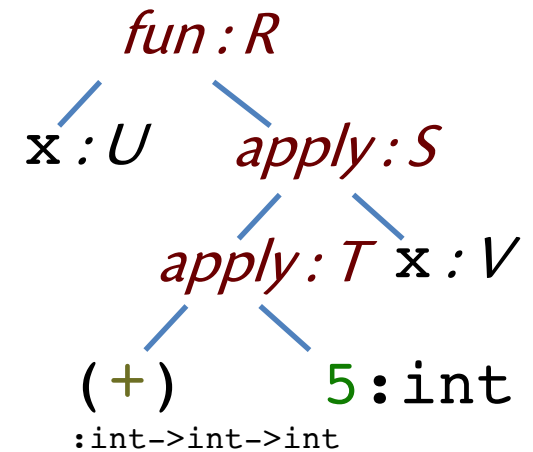 fun : R
x : U apply : S
apply : T x : V
(+) 5:int
:int->int->int